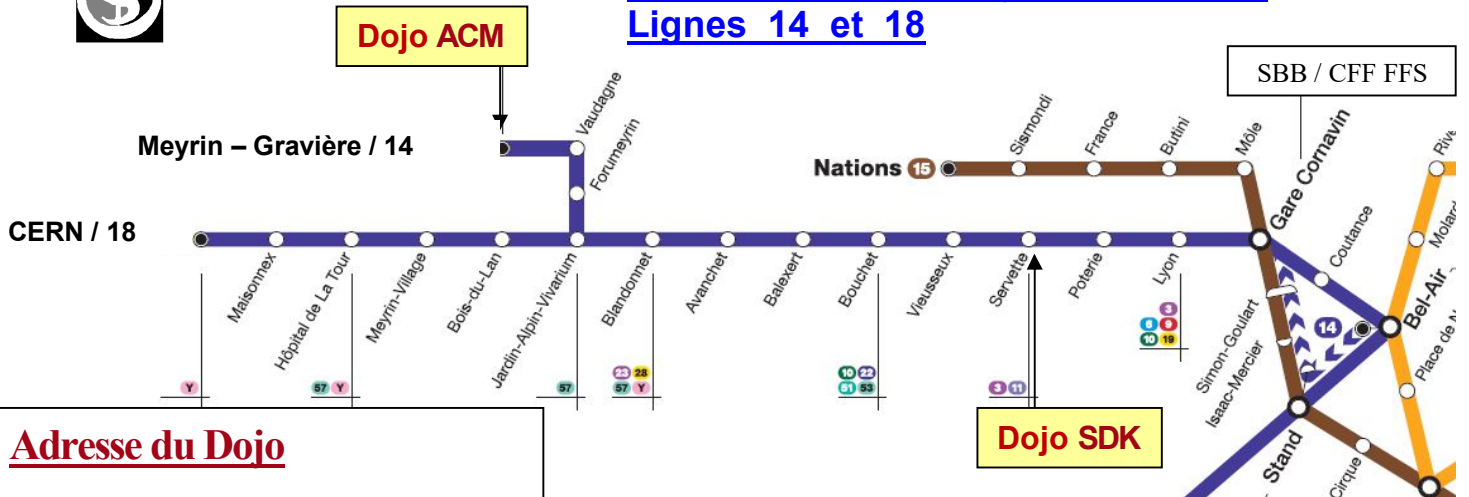 Lignes 14 et 18
Dojo ACM
SBB / CFF FFS
Meyrin – Gravière / 14
Vaudagne
Forumeyrin
Nations 15
Sismondi
France
Butini
Môle
Gare Cornavin
CERN / 18
Maisonnex
Hôpital de La Tour
Meyrin-Village
Bois-du-Lan
Jardin-Alpin-Vivarium
Blandonnet
Avanchet
Balexert
Bouchet
Vieusseux
Servette
Poterie
Lyon
Coutance
Bel-Air
Molard
Place de
14
Simon-Goulart
Isaac-Mercier
Stand
Cirque
Y
57 Y
57
23 28
57 Y
10 22
51 53
3 11
3
6 9
10 19
Adresse du Dojo
Dojo SDK